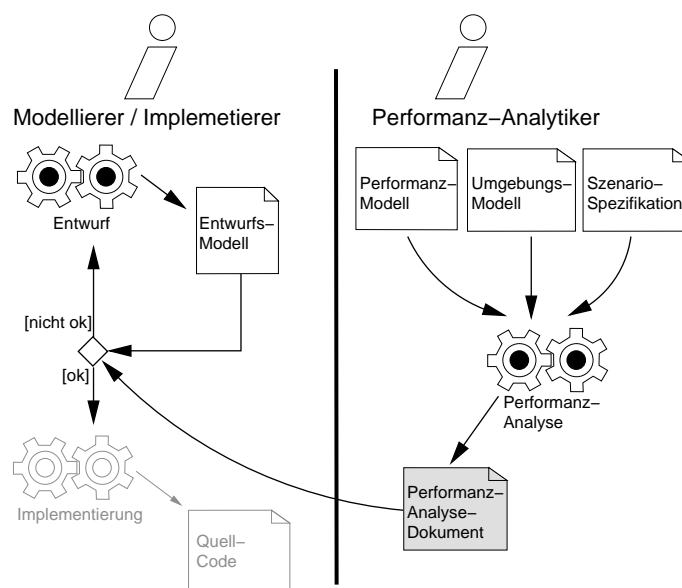 Modellierer / Implemetierer
Performanz–Analytiker
Entwurf
Entwurfs–
Modell
[nicht ok]
[ok]
Implementierung
Quell–
Code
Performanz–
Modell
Umgebungs–
Modell
Szenario–
Spezifikation
Performanz–
Analyse
Performanz–
Analyse–
Dokument